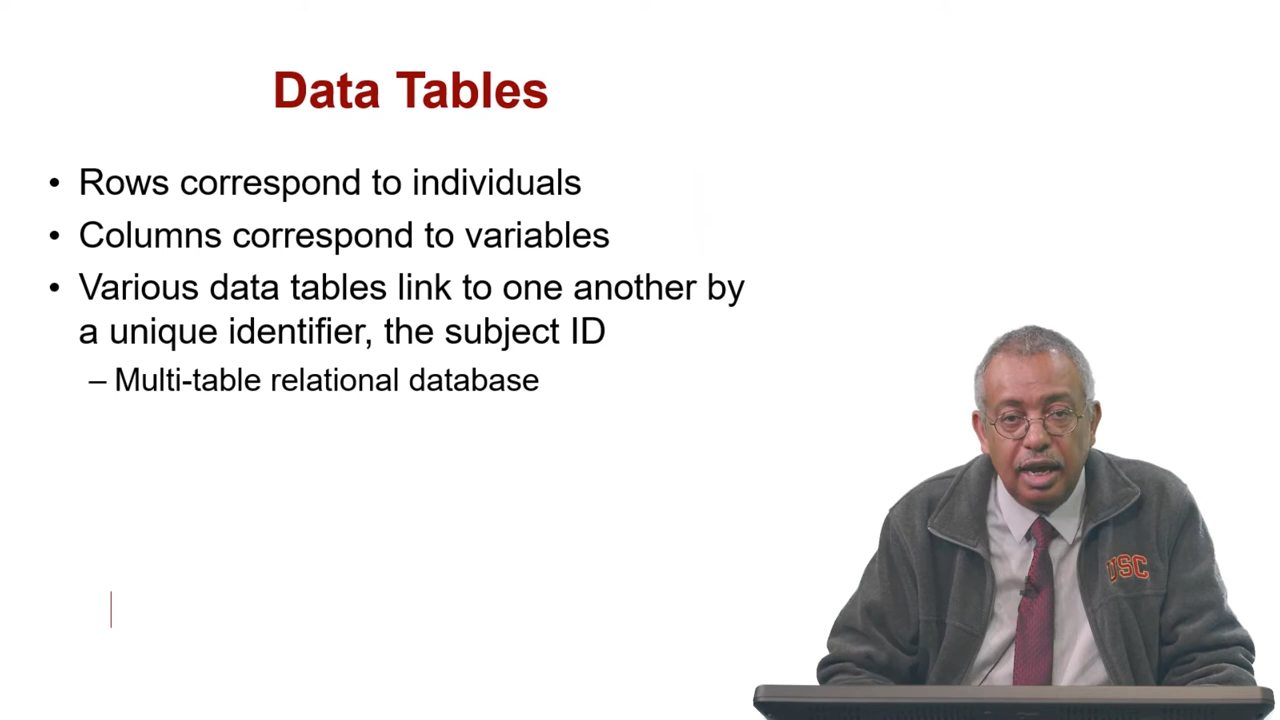 Data Tables
• Rows correspond to individuals
• Columns correspond to variables
• Various data tables link to one another by
a unique identifier, the subject ID
– Multi-table relational database
USC